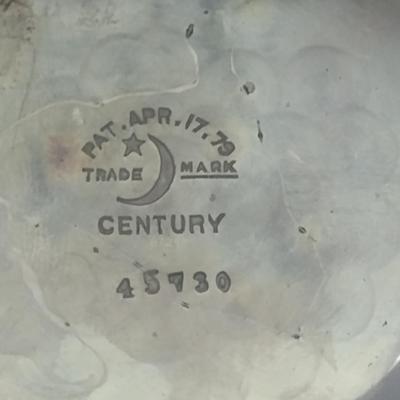 PAT. APR. 17. 79
TRADE MARK
CENTURY
45730